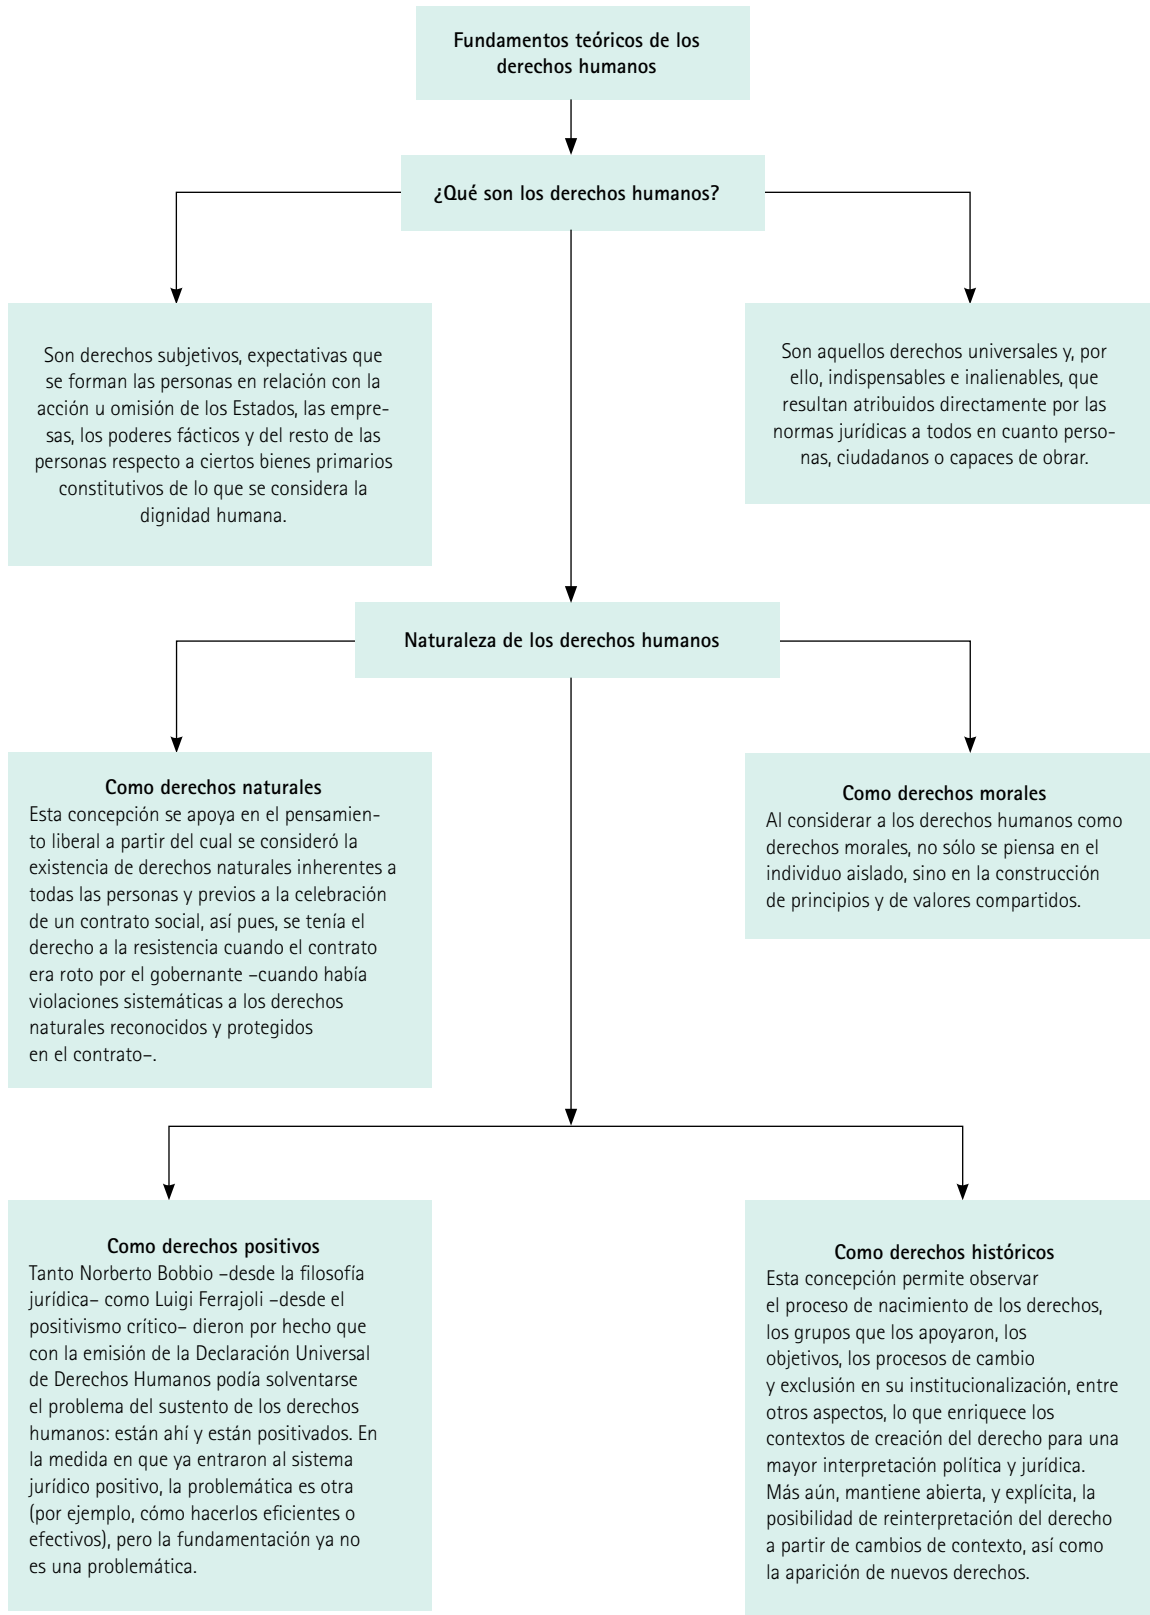 Fundamentos teóricos de los
derechos humanos
¿Qué son los derechos humanos?
Son derechos subjetivos, expectativas que
se forman las personas en relación con la
acción u omisión de los Estados, las empre-
sas, los poderes fácticos y del resto de las
personas respecto a ciertos bienes primarios
constitutivos de lo que se considera la
dignidad humana.
Son aquellos derechos universales y, por
ello, indispensables e inalienables, que
resultan atribuidos directamente por las
normas jurídicas a todos en cuanto perso-
nas, ciudadanos o capaces de obrar.
Naturaleza de los derechos humanos
Como derechos naturales
Esta concepción se apoya en el pensamien-
to liberal a partir del cual se consideró la
existencia de derechos naturales inherentes a
todas las personas y previos a la celebración
de un contrato social, así pues, se tenía el
derecho a la resistencia cuando el contrato
era roto por el gobernante –cuando había
violaciones sistemáticas a los derechos
naturales reconocidos y protegidos
en el contrato–.
Como derechos morales
Al considerar a los derechos humanos como
derechos morales, no sólo se piensa en el
individuo aislado, sino en la construcción
de principios y de valores compartidos.
Como derechos positivos
Tanto Norberto Bobbio –desde la filosofía
jurídica– como Luigi Ferrajoli –desde el
positivismo crítico– dieron por hecho que
con la emisión de la Declaración Universal
de Derechos Humanos podía solventarse
el problema del sustento de los derechos
humanos: están ahí y están positivados. En
la medida en que ya entraron al sistema
jurídico positivo, la problemática es otra
(por ejemplo, cómo hacerlos eficientes o
efectivos), pero la fundamentación ya no
es una problemática.
Como derechos históricos
Esta concepción permite observar
el proceso de nacimiento de los derechos,
los grupos que los apoyaron, los
objetivos, los procesos de cambio
y exclusión en su institucionalización, entre
otros aspectos, lo que enriquece los
contextos de creación del derecho para una
mayor interpretación política y jurídica.
Más aún, mantiene abierta, y explícita, la
posibilidad de reinterpretación del derecho
a partir de cambios de contexto, así como
la aparición de nuevos derechos.